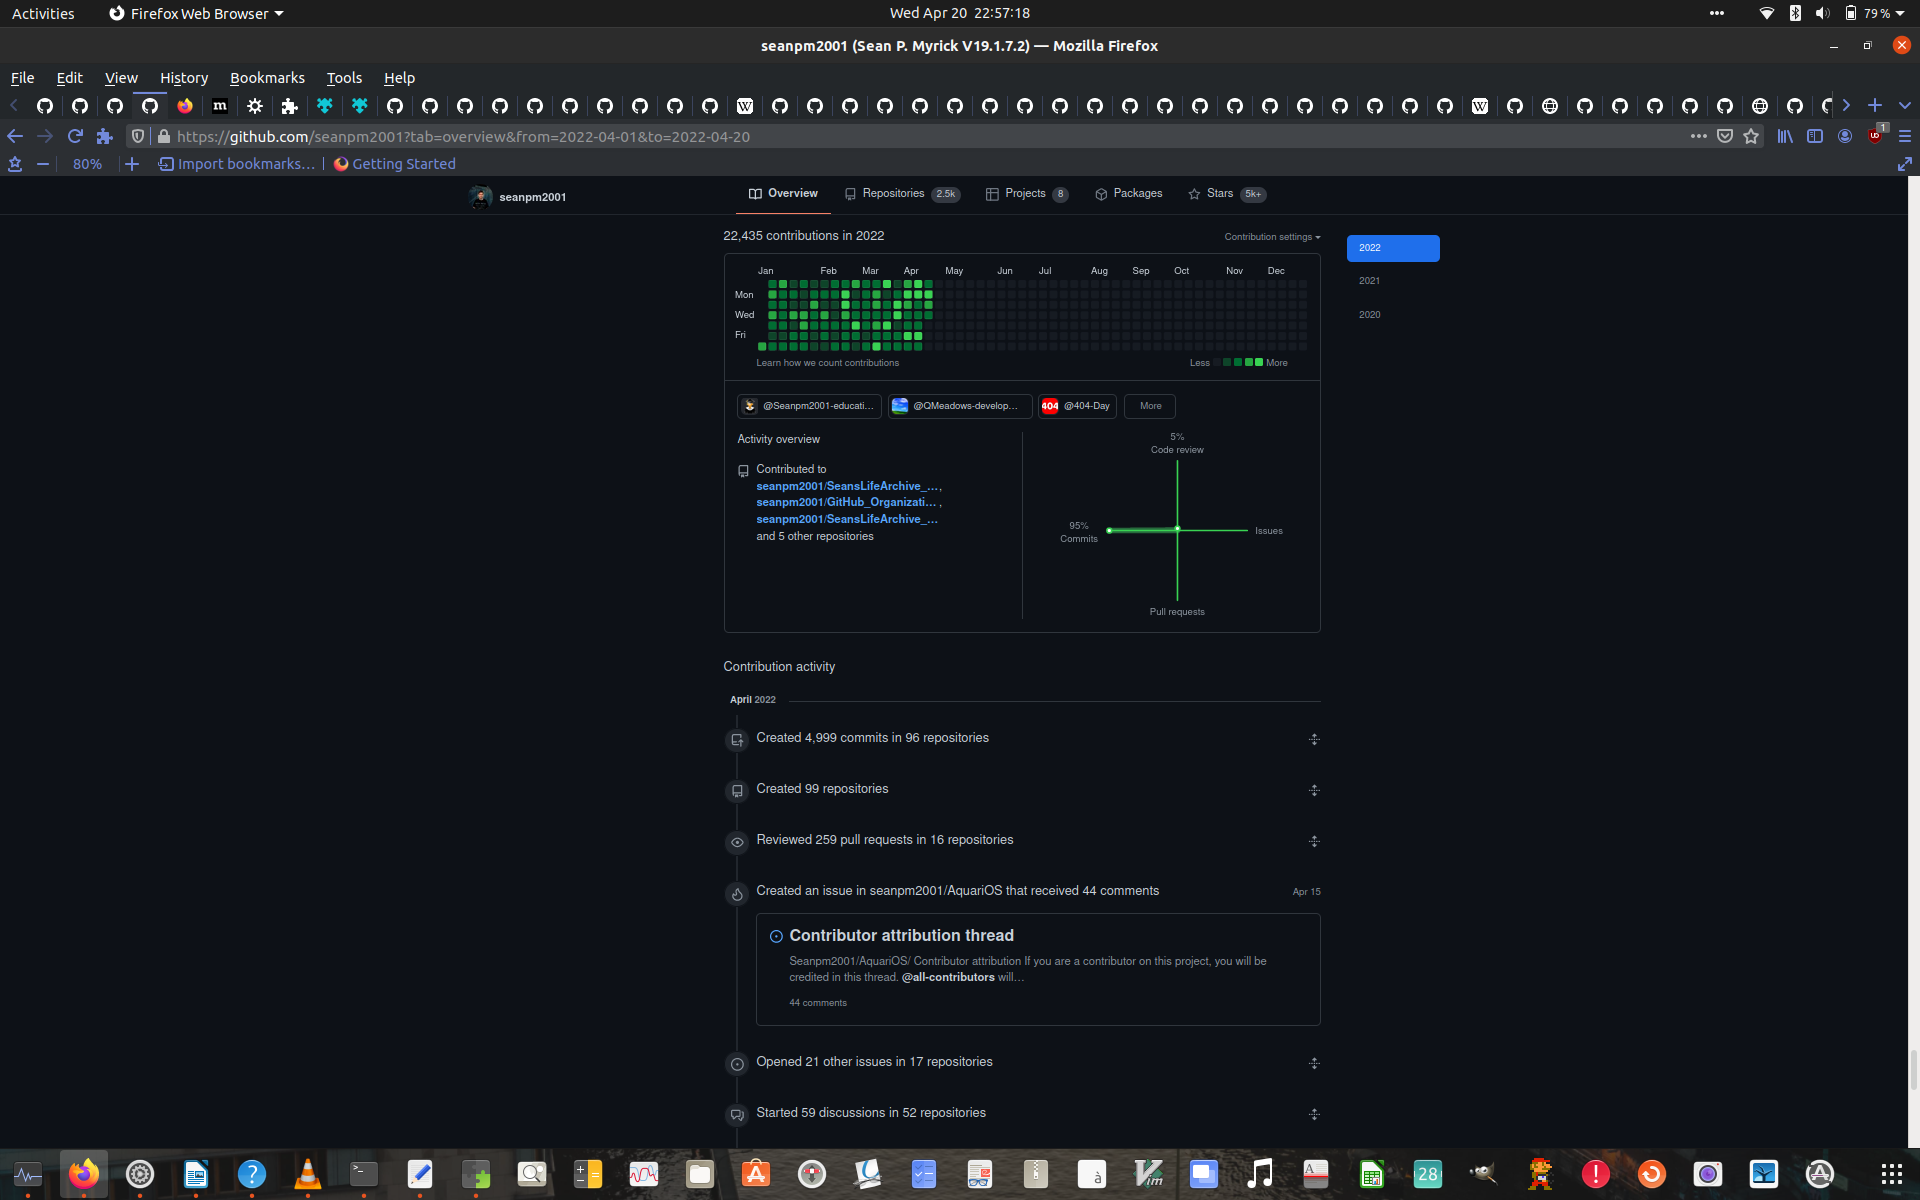 Activities
Firefox Web Browser
Wed Apr 20 22:57:18
79 %
seanpm2001 (Sean P. Myrick V19.1.7.2) — Mozilla Firefox
File Edit View History Bookmarks Tools Help
https://github.com/seanpm2001?tab=overview&from=2022-04-01&to=2022-04-20
1
80%
Import bookmarks...
Getting Started
seanpm2001
Overview
Repositories 2.5k
Projects 8
Packages
Stars 5k+
22,435 contributions in 2022
Contribution settings
2022
2021
2020
Jan Feb Mar Apr May Jun Jul Aug Sep Oct Nov Dec
Mon
Wed
Fri
Learn how we count contributions
Less More
@Seanpm2001-educati...
@QMeadows-develop...
404 @404-Day
More
Activity overview
Contributed to
seanpm2001/SeansLifeArchive_...,
seanpm2001/GitHub_Organizati... ,
seanpm2001/SeansLifeArchive_...
and 5 other repositories
5%
Code review
95%
Commits
Issues
Pull requests
Contribution activity
April 2022
Created 4,999 commits in 96 repositories
Created 99 repositories
Reviewed 259 pull requests in 16 repositories
Created an issue in seanpm2001/AquariOS that received 44 comments
Apr 15
Contributor attribution thread
Seanpm2001/AquariOS/ Contributor attribution If you are a contributor on this project, you will be
credited in this thread. @all-contributors will...
44 comments
Opened 21 other issues in 17 repositories
Started 59 discussions in 52 repositories
28